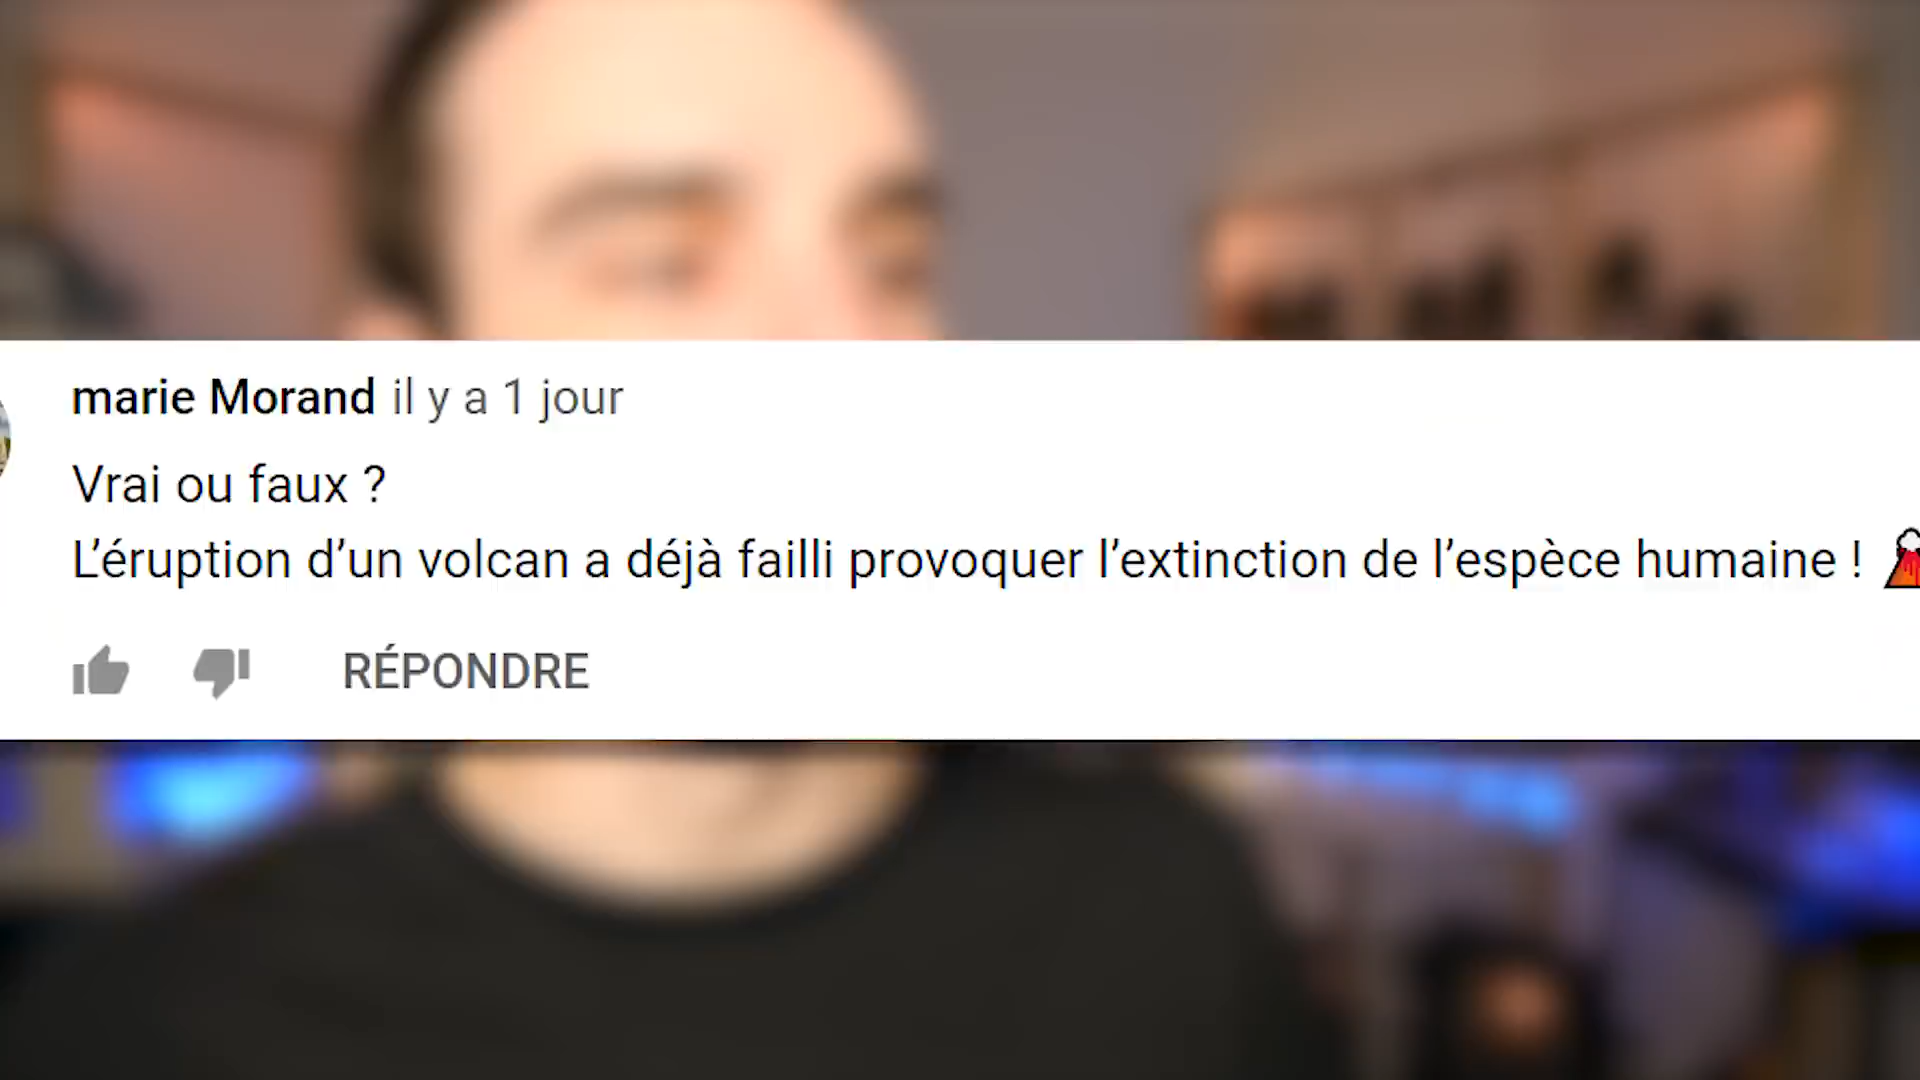 marie Morand il y a 1 jour
Vrai ou faux ?
L’éruption d’un volcan a déjà failli provoquer l’extinction de l’espèce humaine ! 🌋
RÉPONDRE